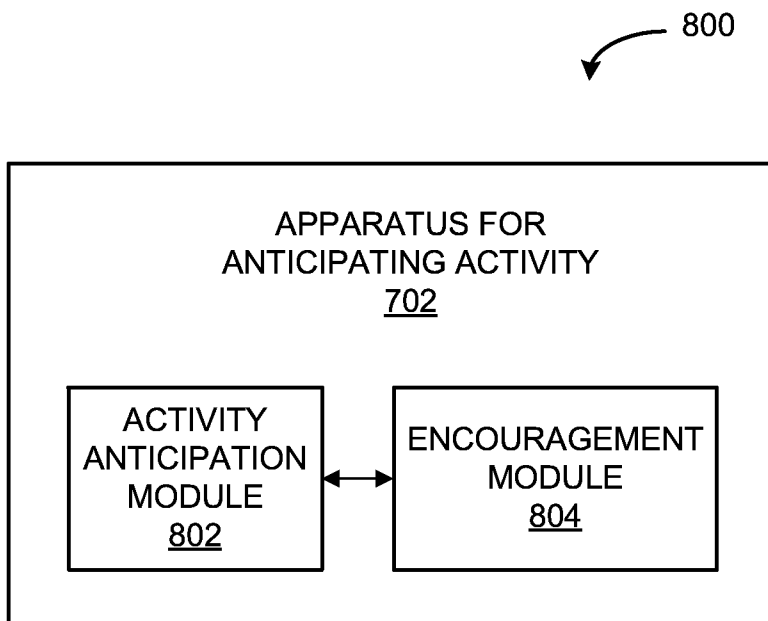 800
APPARATUS FOR
ANTICIPATING ACTIVITY
702
ACTIVITY
ANTICIPATION
MODULE
802
ENCOURAGEMENT
MODULE
804